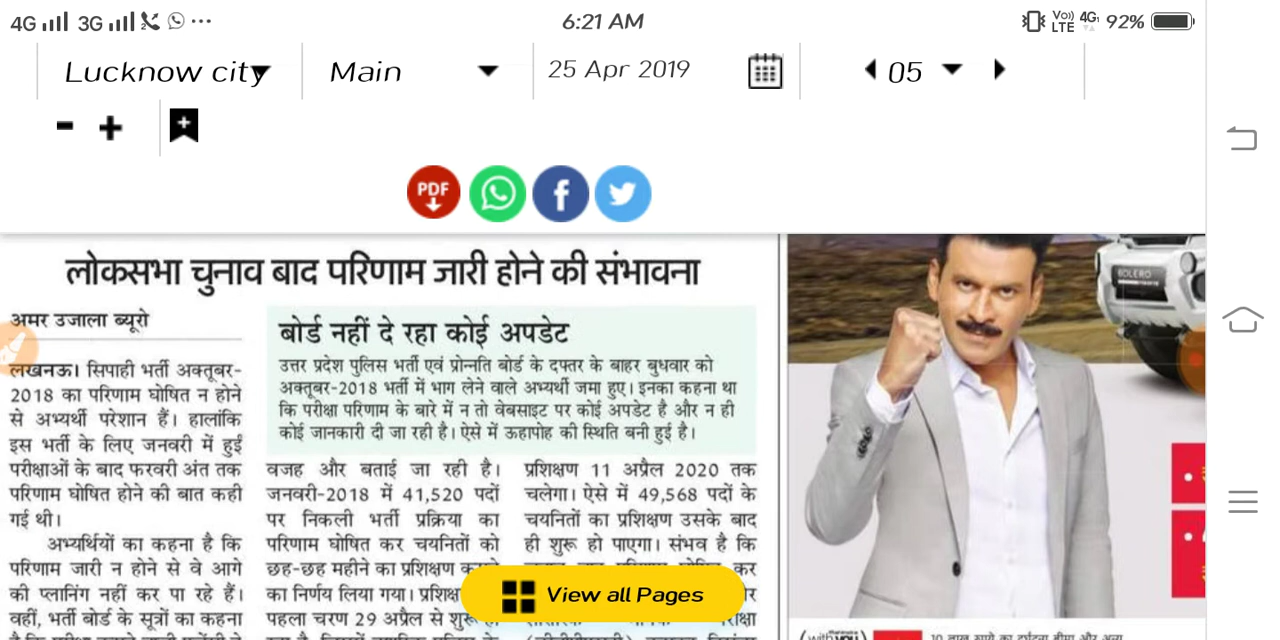 4G 3G 6:21 AM Vo) LTE 4G 92%
Lucknow city Main 25 Apr 2019 05
- +
PDF
लोकसभा चुनाव बाद परिणाम जारी होने की संभावना
अमर उजाला ब्यूरो
लखनऊ। सिपाही भर्ती अक्तूबर-
2018 का परिणाम घोषित न होने
से अभ्यर्थी परेशान हैं। हालांकि
इस भर्ती के लिए जनवरी में हुई
परीक्षाओं के बाद फरवरी अंत तक
परिणाम घोषित होने की बात कही
गई थी।
अभ्यर्थियों का कहना है कि
परिणाम जारी न होने से वे आगे
की प्लानिंग नहीं कर पा रहे हैं।
वहीं, भर्ती बोर्ड के सूत्रों का कहना
बोर्ड नहीं दे रहा कोई अपडेट
उत्तर प्रदेश पुलिस भर्ती एवं प्रोन्नति बोर्ड के दफ्तर के बाहर बुधवार को
अक्तूबर-2018 भर्ती में भाग लेने वाले अभ्यर्थी जमा हुए। इनका कहना था
कि परीक्षा परिणाम के बारे में न तो वेबसाइट पर कोई अपडेट है और न ही
कोई जानकारी दी जा रही है। ऐसे में ऊहापोह की स्थिति बनी हुई है।
वजह और बताई जा रही है।
जनवरी-2018 में 41,520 पदों
पर निकली भर्ती प्रक्रिया का
परिणाम घोषित कर चयनितों को
छह-छह महीने का प्रशिक्षण
का निर्णय लिया गया।
पहला चरण 29 अप्रैल से
प्रशिक्षण 11 अप्रैल 2020 तक
चलेगा। ऐसे में 49,568 पदों के
चयनितों का प्रशिक्षण उसके बाद
ही शुरू हो पाएगा। संभव है कि
कर
View all Pages
BOLERO
with you